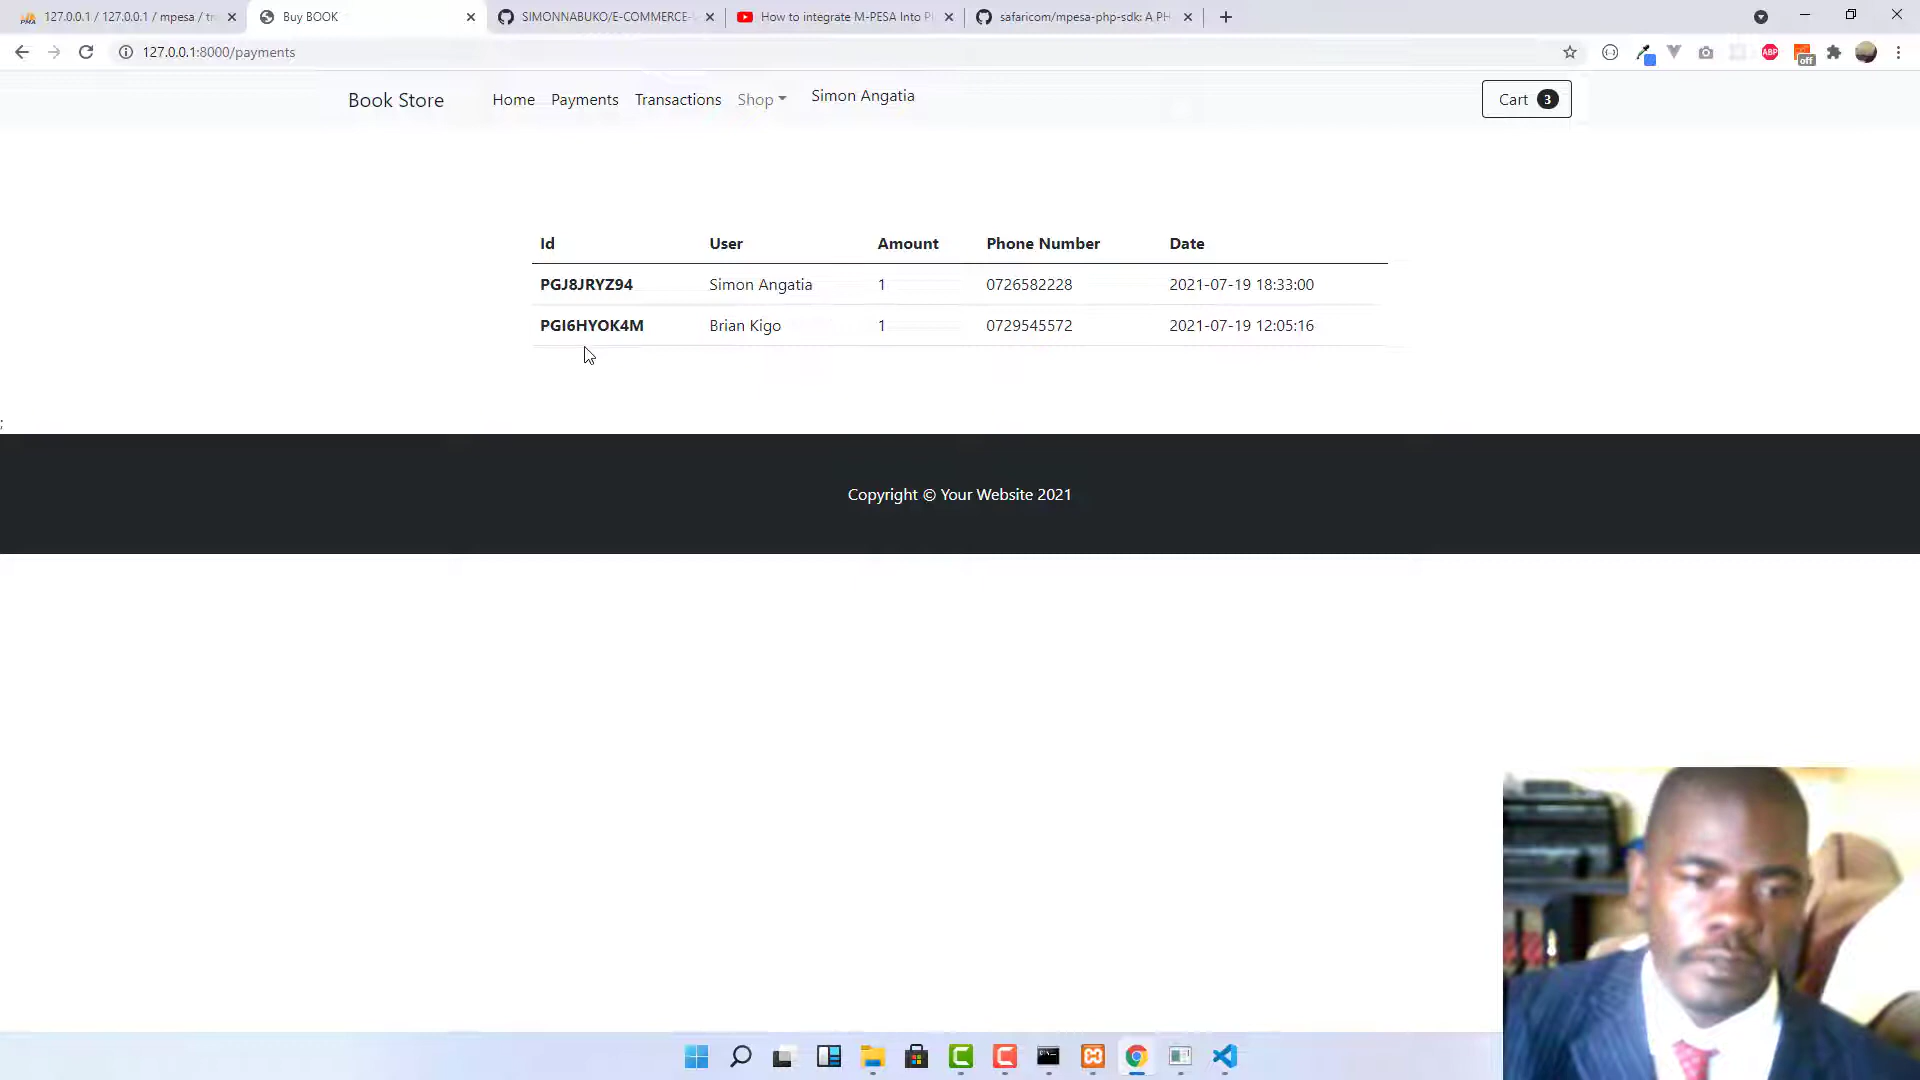 127.0.0.1 / 127.0.0.1 / mpesa / tr
Buy BOOK
SIMONNABUKO/E-COMMERCE-
How to integrate M-PESA Into P
safaricom/mpesa-php-sdk: A PH
127.0.0.1:8000/payments
ABP
off
Book Store
Home
Payments
Transactions
Shop
Simon Angatia
Cart 3
Id User Amount Phone Number Date
PGJ8JRYZ94 Simon Angatia 1 0726582228 2021-07-19 18:33:00
PGI6HYOK4M Brian Kigo 1 0729545572 2021-07-19 12:05:16
;
Copyright © Your Website 2021